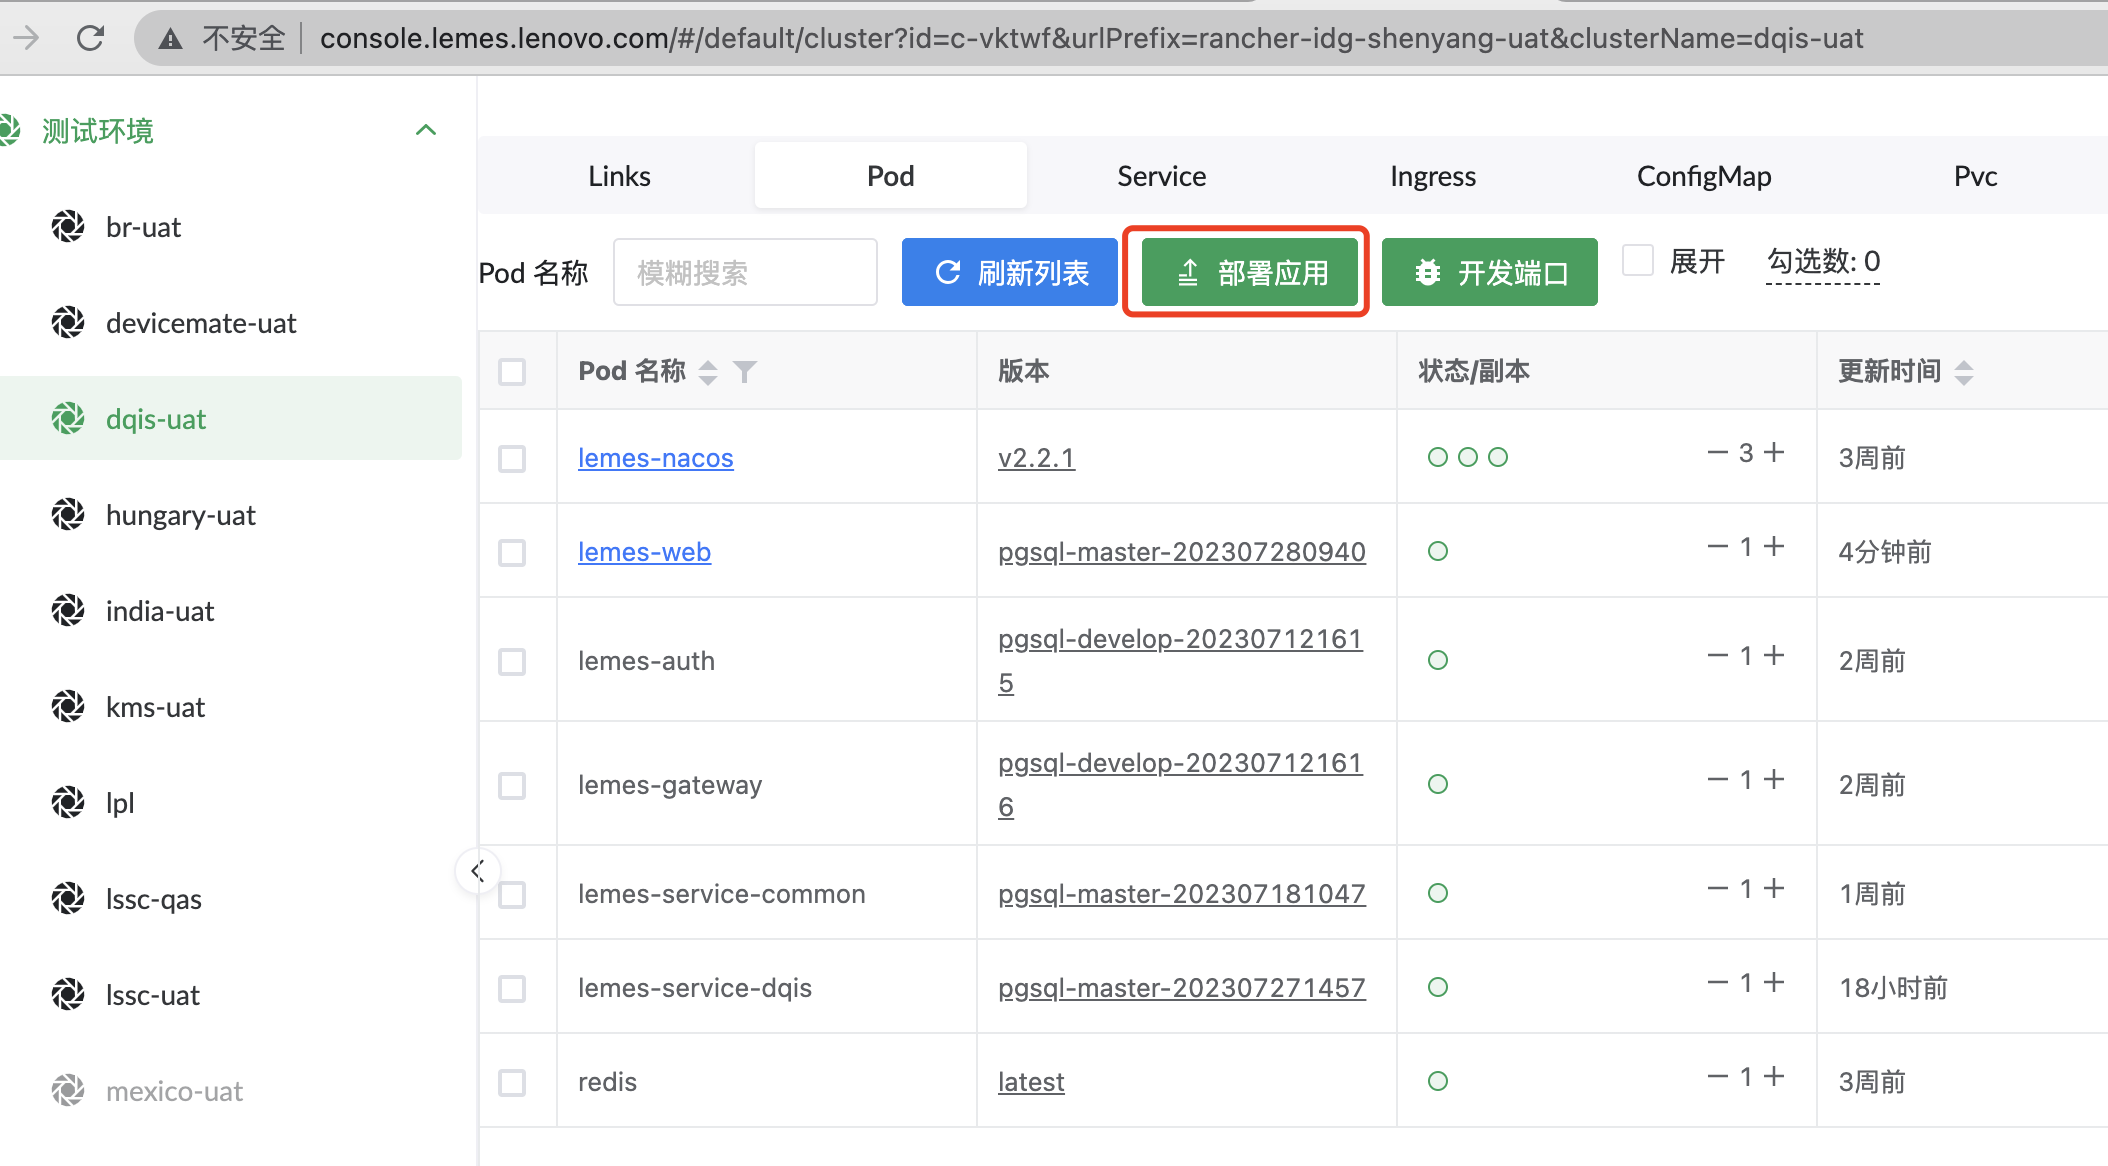 不安全 console.lemes.lenovo.com/#/default/cluster?id=c-vktwf&urlPrefix=rancher-idg-shenyang-uat&clusterName=dqis-uat
测试环境
br-uat
devicemate-uat
dqis-uat
hungary-uat
india-uat
kms-uat
lpl
lssc-qas
lssc-uat
mexico-uat
Links Pod Service Ingress ConfigMap Pvc
Pod 名称 模糊搜索 刷新列表 部署应用 开发端口 展开 勾选数: 0
Pod 名称 版本 状态/副本 更新时间
lemes-nacos v2.2.1 3 3周前
lemes-web pgsql-master-202307280940 1 4分钟前
lemes-auth pgsql-develop-20230712161
5 1 2周前
lemes-gateway pgsql-develop-20230712161
6 1 2周前
lemes-service-common pgsql-master-202307181047 1 1周前
lemes-service-dqis pgsql-master-202307271457 1 18小时前
redis latest 1 3周前